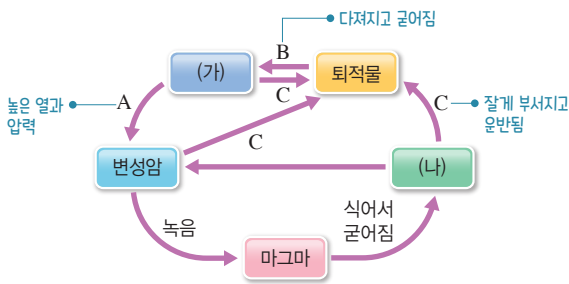 다져지고 굳어짐
B
(가)
퇴적물
C
높은 열과
압력
A
C
잘게 부서지고
운반됨
C
변성암
(나)
녹음
식어서
굳어짐
마그마